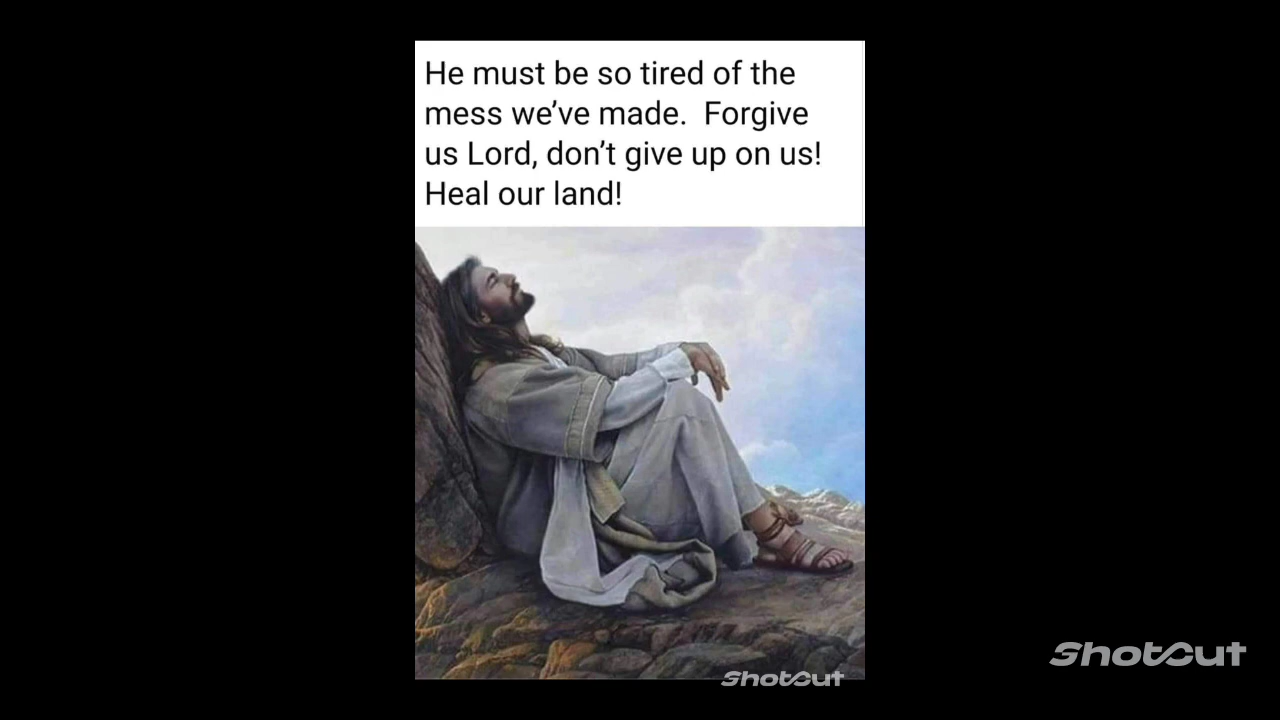 He must be so tired of the
mess we’ve made.  Forgive
us Lord, don’t give up on us!
Heal our land!
ShotCut
ShotCut